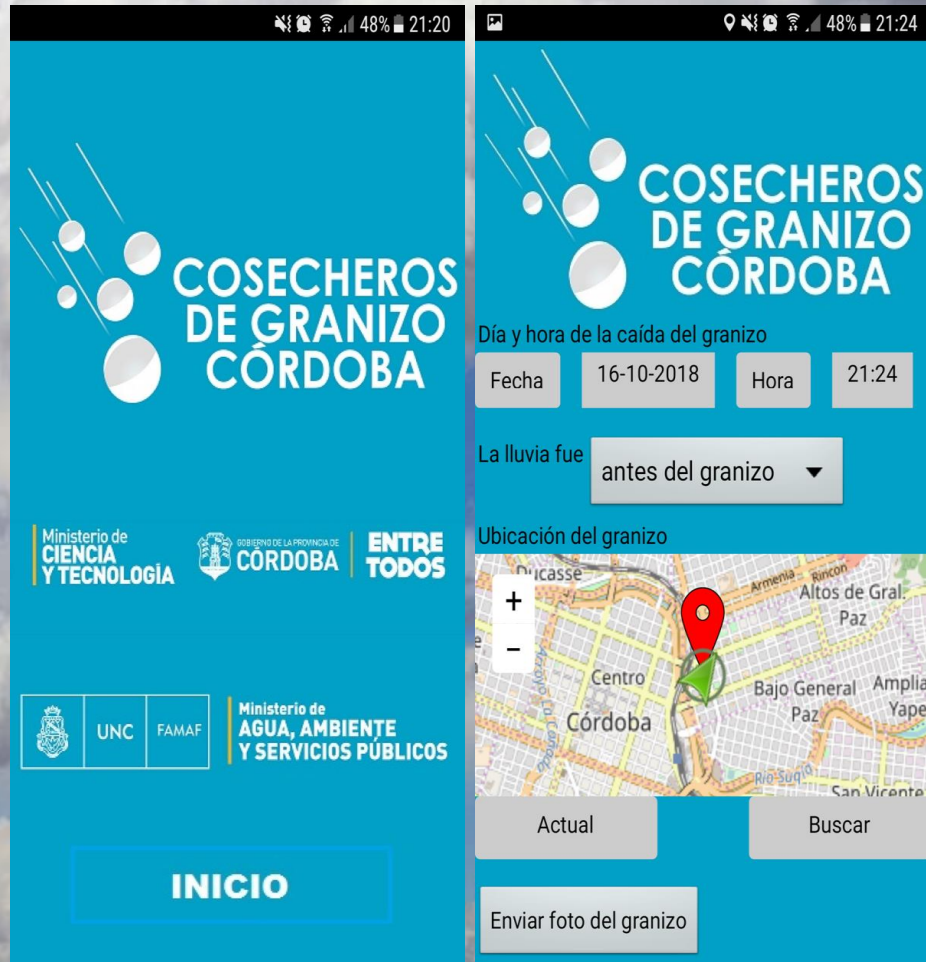 48% 21:20
COSECHEROS
DE GRANIZO
CÓRDOBA
Ministerio de
CIENCIA
Y TECNOLOGÍA
GOBIERNO DE LA PROVINCIA DE
CÓRDOBA
ENTRE
TODOS
UNC
FAMAF
Ministerio de
AGUA, AMBIENTE
Y SERVICIOS PÚBLICOS
INICIO
48% 21:24
COSECHEROS
DE GRANIZO
CÓRDOBA
Día y hora de la caída del granizo
Fecha 16-10-2018 Hora 21:24
La lluvia fue antes del granizo
Ubicación del granizo
Ducasse
Armenia Rincon
Altos de Gral.
Paz
+
−
Arroyo La Cañada
Centro
Córdoba
Bajo General
Paz
Amplia
Yape
Río Suquía
San Vicente
Actual Buscar
Enviar foto del granizo